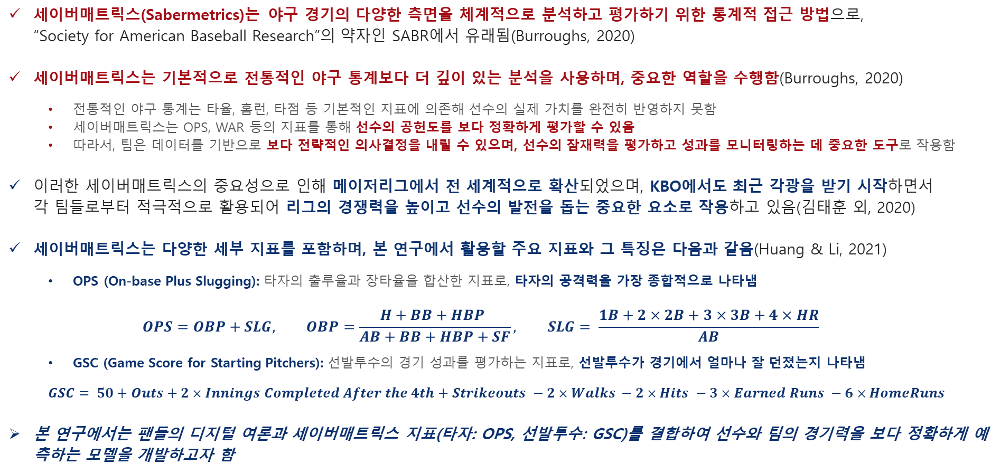 ✓ 세이버매트릭스(Sabermetrics)는 야구 경기의 다양한 측면을 체계적으로 분석하고 평가하기 위한 통계적 접근 방법으로,
“Society for American Baseball Research”의 약자인 SABR에서 유래됨(Burroughs, 2020)
✓ 세이버매트릭스는 기본적으로 전통적인 야구 통계보다 더 깊이 있는 분석을 사용하며, 중요한 역할을 수행함(Burroughs, 2020)
• 전통적인 야구 통계는 타율, 홈런, 타점 등 기본적인 지표에 의존해 선수의 실제 가치를 완전히 반영하지 못함
• 세이버매트릭스는 OPS, WAR 등의 지표를 통해 선수의 공헌도를 보다 정확하게 평가할 수 있음
• 따라서, 팀은 데이터를 기반으로 보다 전략적인 의사결정을 내릴 수 있으며, 선수의 잠재력을 평가하고 성과를 모니터링하는 데 중요한 도구로 작용함
✓ 이러한 세이버매트릭스의 중요성으로 인해 메이저리그에서 전 세계적으로 확산되었으며, KBO에서도 최근 각광을 받기 시작하면서
각 팀들로부터 적극적으로 활용되어 리그의 경쟁력을 높이고 선수의 발전을 돕는 중요한 요소로 작용하고 있음(김태훈 외, 2020)
✓ 세이버매트릭스는 다양한 세부 지표를 포함하며, 본 연구에서 활용할 주요 지표와 그 특징은 다음과 같음(Huang & Li, 2021)
• OPS (On-base Plus Slugging): 타자의 출루율과 장타율을 합산한 지표로, 타자의 공격력을 가장 종합적으로 나타냄
OPS = OBP + SLG, OBP = (H + BB + HBP) / (AB + BB + HBP + SF), SLG = (1B + 2 × 2B + 3 × 3B + 4 × HR) / AB
• GSC (Game Score for Starting Pitchers): 선발투수의 경기 성과를 평가하는 지표로, 선발투수가 경기에서 얼마나 잘 던졌는지 나타냄
GSC = 50 + Outs + 2 × Innings Completed After the 4th + Strikeouts − 2 × Walks − 2 × Hits − 3 × Earned Runs − 6 × HomeRuns
➢ 본 연구에서는 팬들의 디지털 여론과 세이버매트릭스 지표(타자: OPS, 선발투수: GSC)를 결합하여 선수와 팀의 경기력을 보다 정확하게 예
측하는 모델을 개발하고자 함